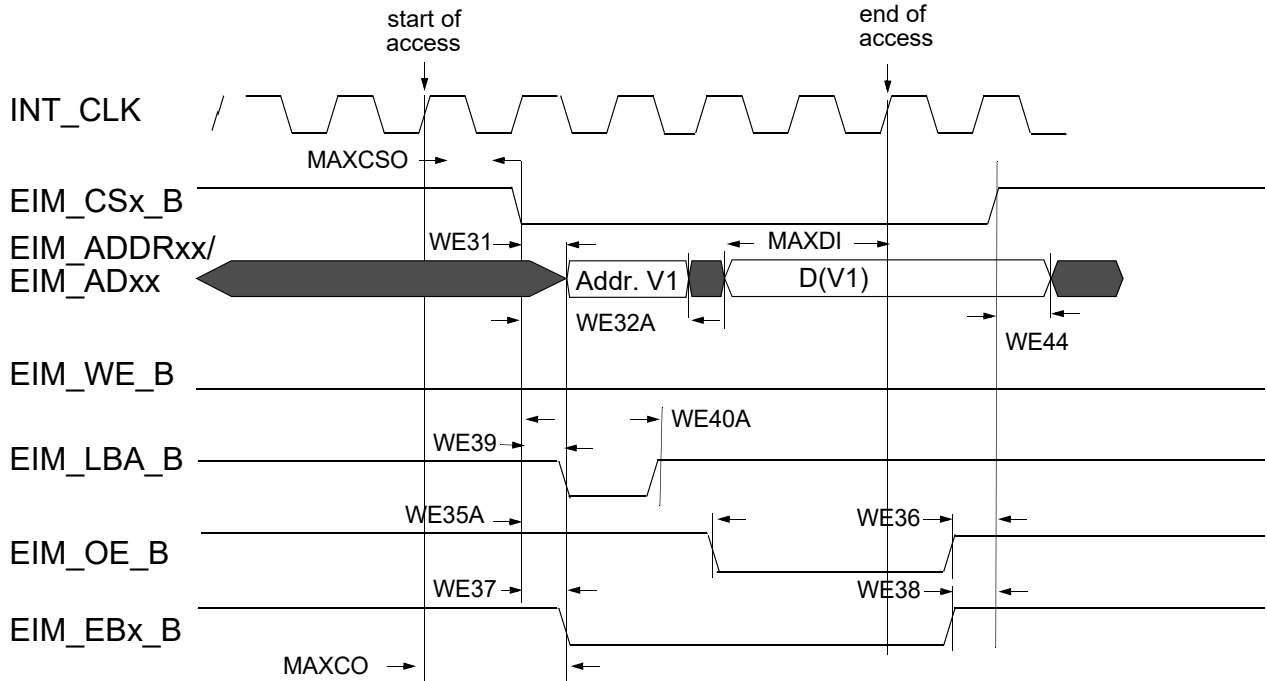 start of
access
end of
access
INT_CLK
MAXCSO
EIM_CSx_B
EIM_ADDRxx/
EIM_ADxx
WE31
MAXDI
Addr. V1
D(V1)
WE32A
WE44
EIM_WE_B
WE40A
WE39
EIM_LBA_B
WE35A
WE36
EIM_OE_B
WE37
WE38
EIM_EBx_B
MAXCO